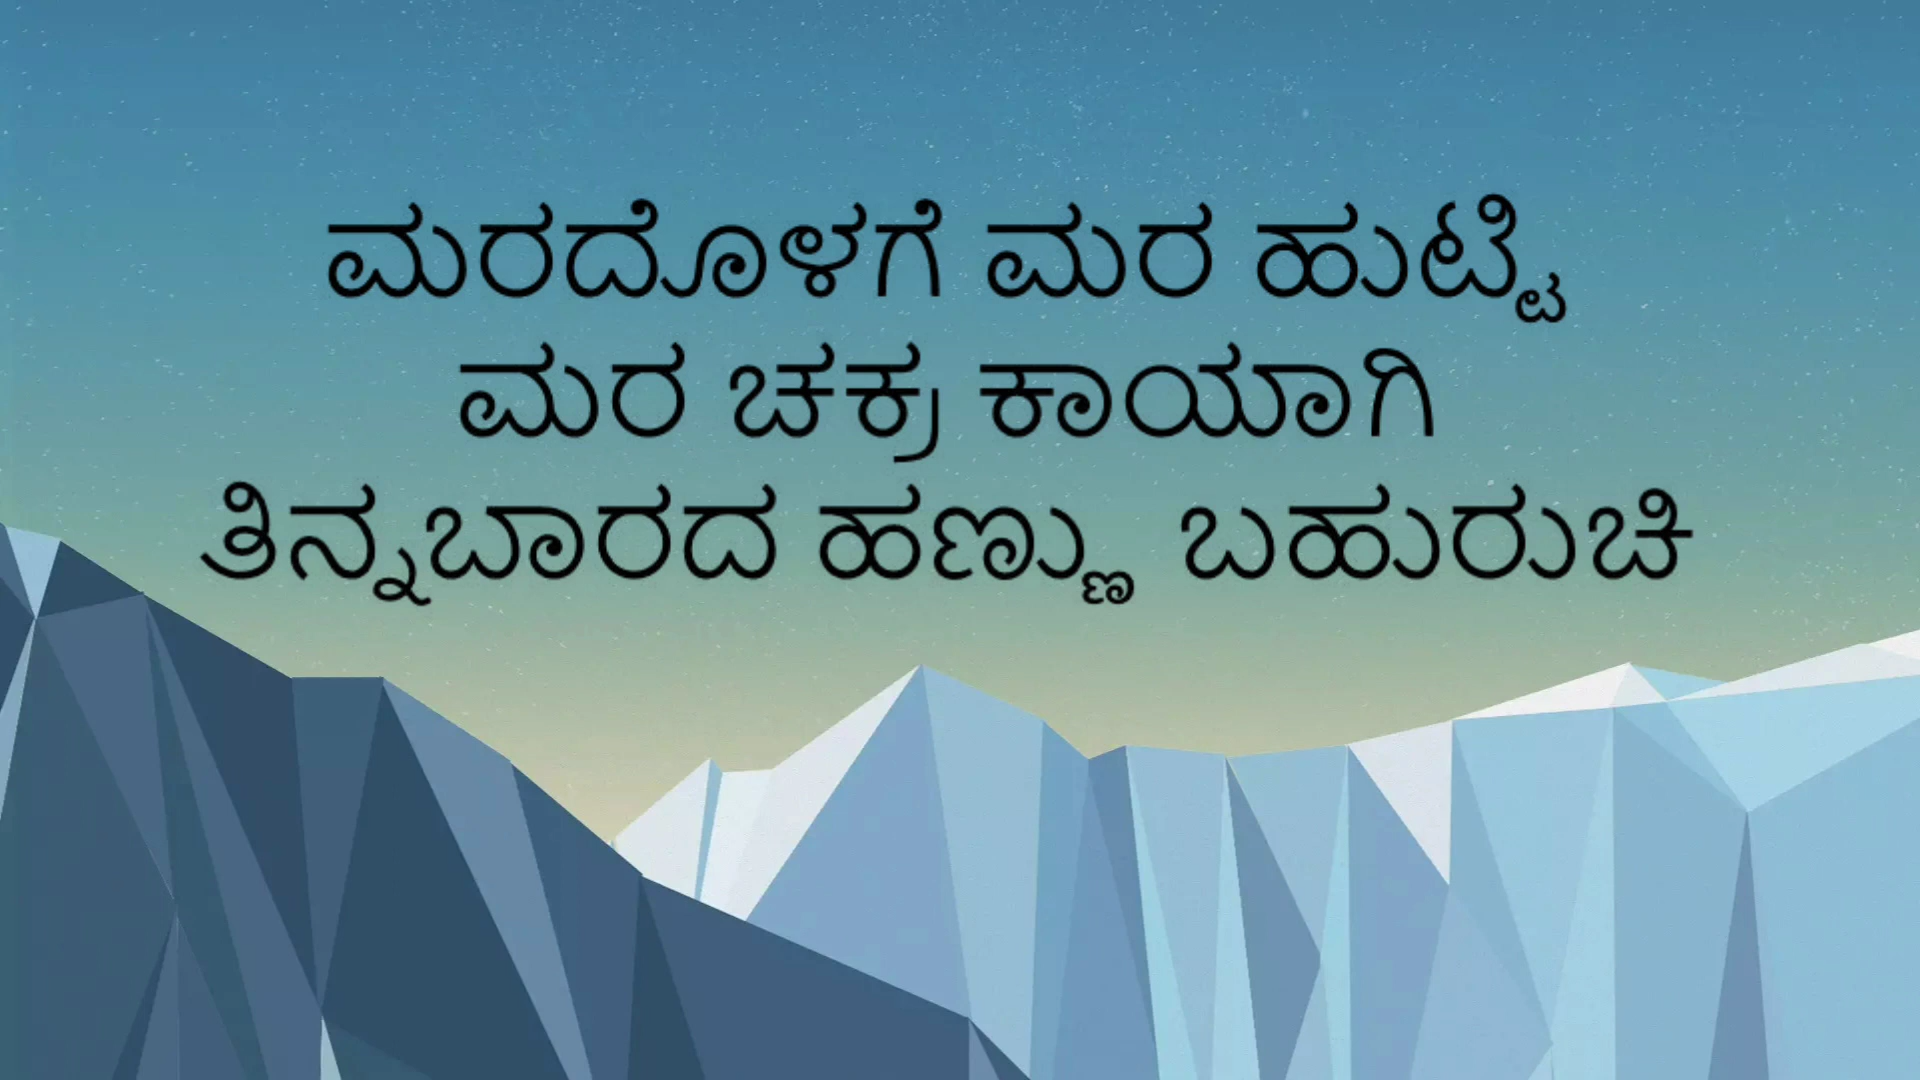 ಮರದೊಳಗೆ ಮರ ಹುಟ್ಟಿ
ಮರ ಚಕ್ರ ಕಾಯಾಗಿ
ತಿನ್ನಬಾರದ ಹಣ್ಣು ಬಹುರುಚಿ